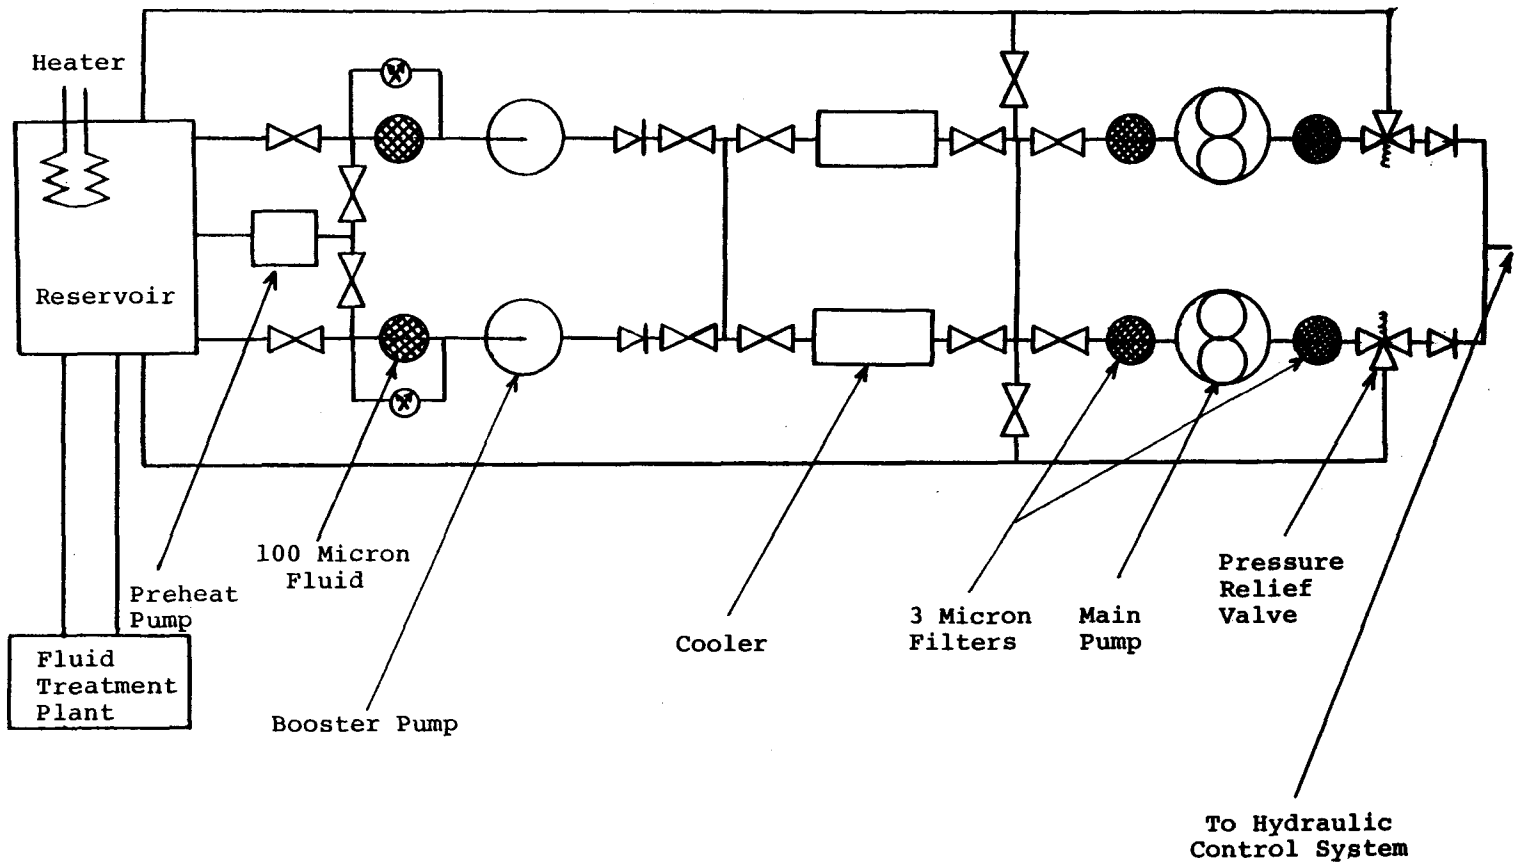 Heater
Reservoir
100 Micron
Fluid
Preheat
Pump
Fluid
Treatment
Plant
Booster Pump
Cooler
3 Micron
Filters
Main
Pump
Pressure
Relief
Valve
To Hydraulic
Control System